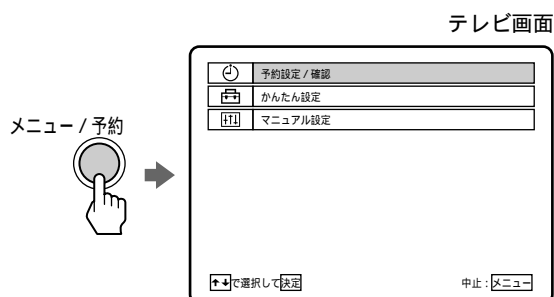 テレビ画面
予約設定 / 確認
かんたん設定
マニュアル設定
メニュー / 予約
↑↓で選択して決定
中止 : メニュー